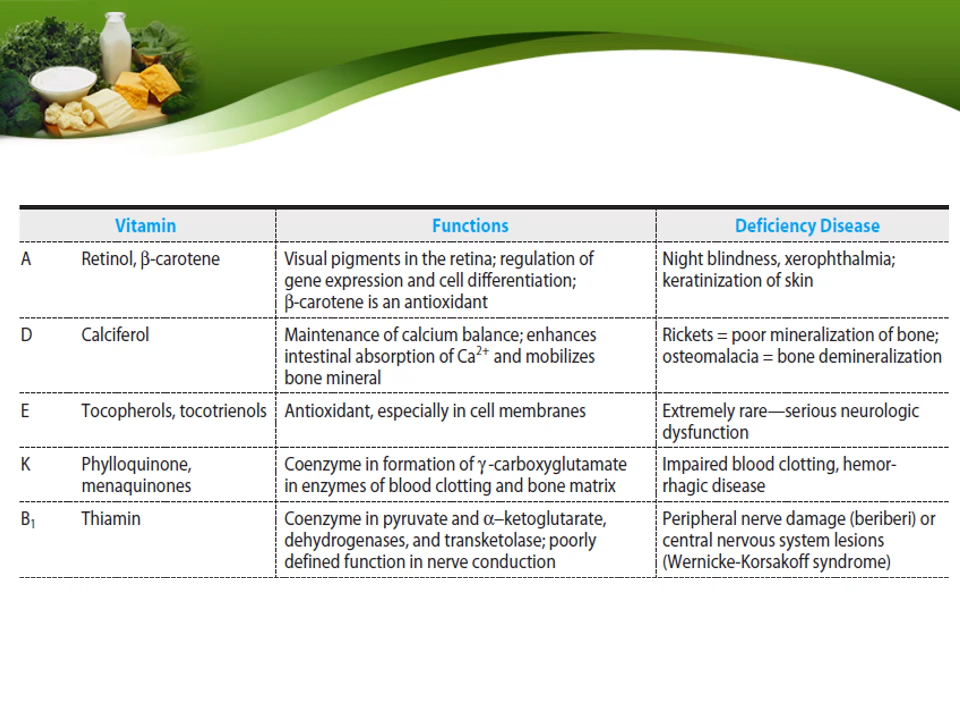 Vitamin Functions Deficiency Disease
A Retinol, β-carotene Visual pigments in the retina; regulation of Night blindness, xerophthalmia;
gene expression and cell differentiation; keratinization of skin
β-carotene is an antioxidant
D Calciferol Maintenance of calcium balance; enhances Rickets = poor mineralization of bone;
intestinal absorption of Ca²⁺ and mobilizes osteomalacia = bone demineralization
bone mineral
E Tocopherols, tocotrienols Antioxidant, especially in cell membranes Extremely rare—serious neurologic
dysfunction
K Phylloquinone, Coenzyme in formation of γ-carboxyglutamate Impaired blood clotting, hemor-
menaquinones in enzymes of blood clotting and bone matrix rhagic disease
B₁ Thiamin Coenzyme in pyruvate and α–ketoglutarate, Peripheral nerve damage (beriberi) or
dehydrogenases, and transketolase; poorly central nervous system lesions
defined function in nerve conduction (Wernicke-Korsakoff syndrome)